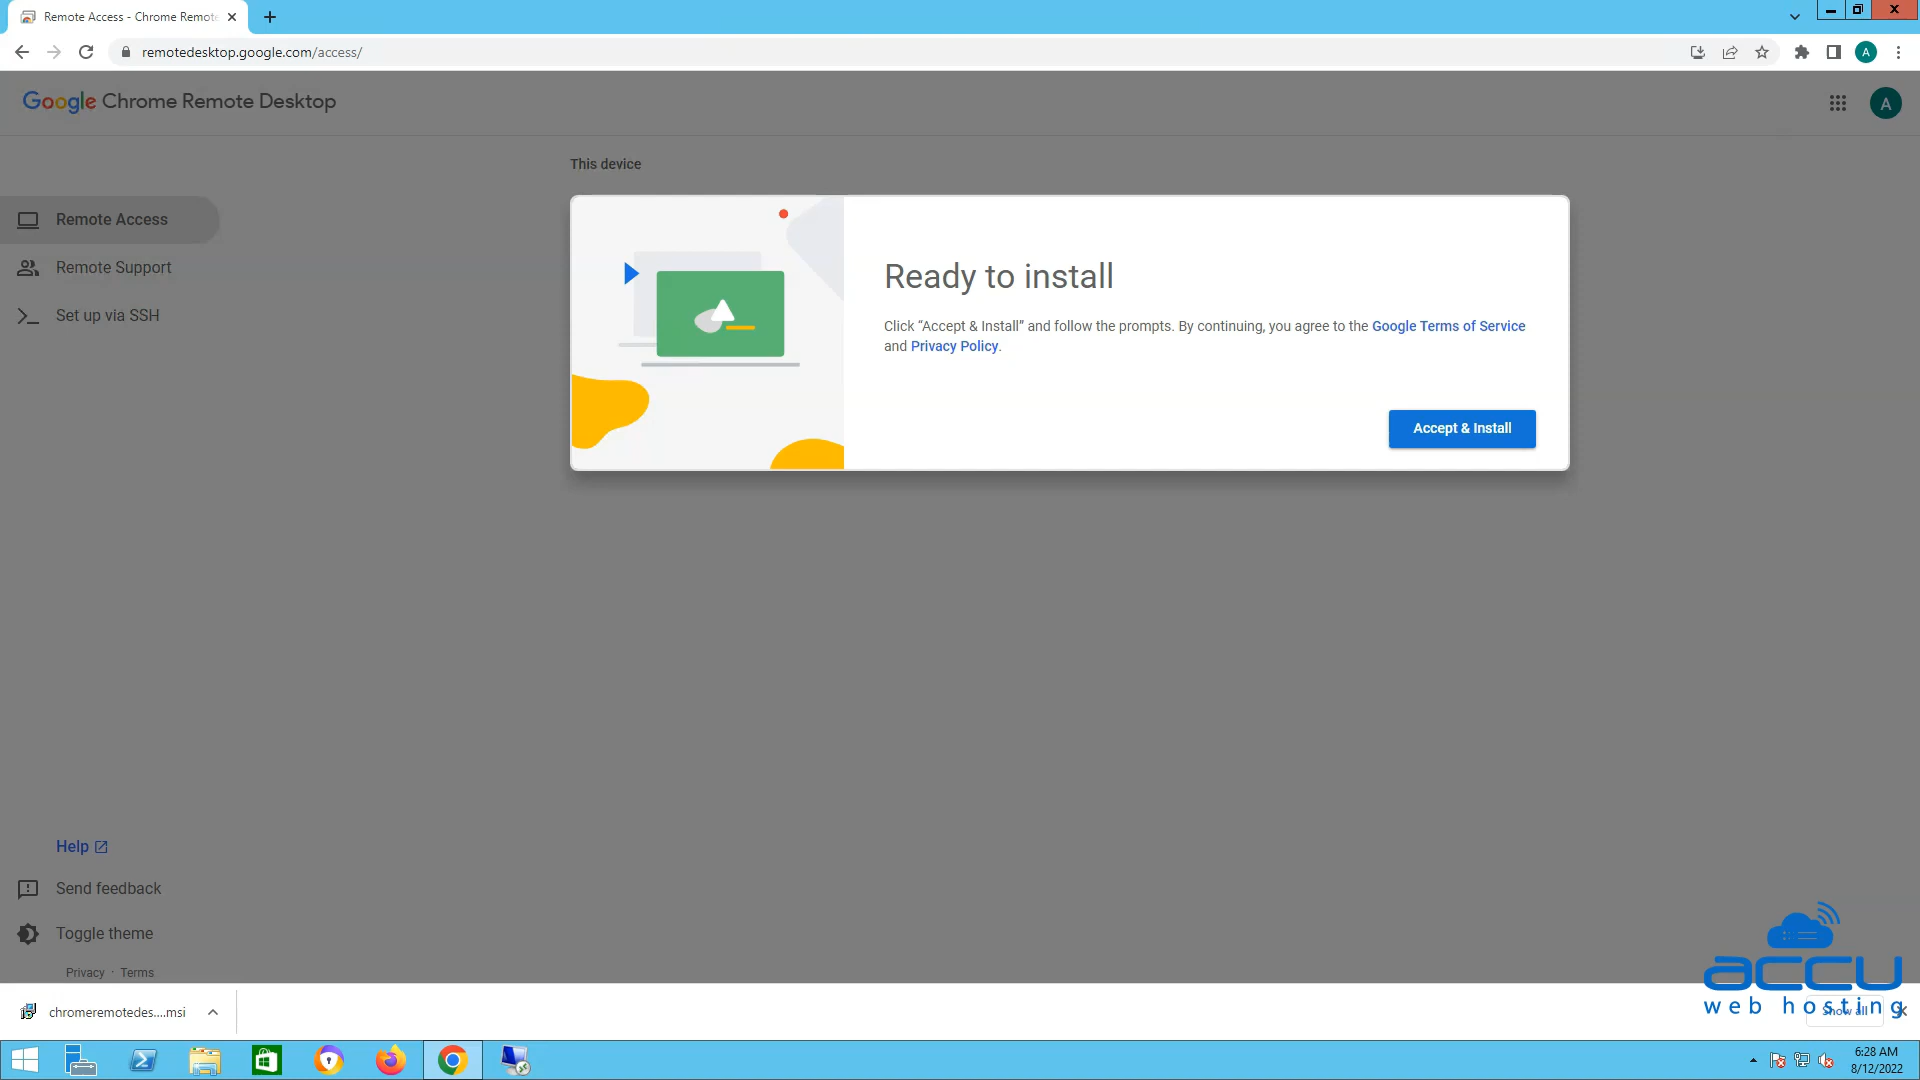 Remote Access - Chrome Remote
remotedesktop.google.com/access/
A
Google Chrome Remote Desktop
A
This device
Remote Access
Remote Support
Set up via SSH
Ready to install
Click “Accept & Install” and follow the prompts. By continuing, you agree to the Google Terms of Service
and Privacy Policy.
Accept & Install
Help
Send feedback
Toggle theme
Privacy · Terms
accu
web hosting
chromeremotedes....msi
Show all
6:28 AM
8/12/2022